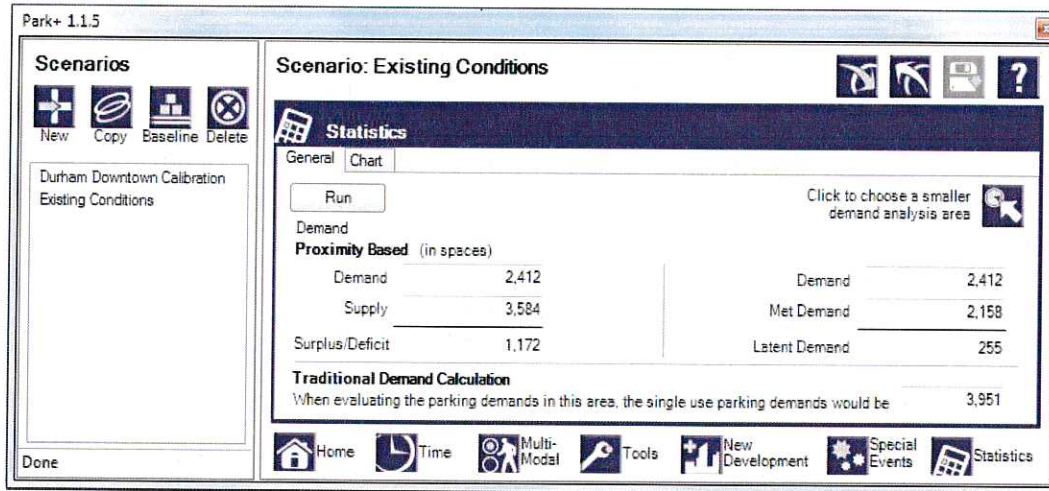 Park+ 1.1.5
Scenarios
New Copy Baseline Delete
Durham Downtown Calibration
Existing Conditions
Done
Scenario: Existing Conditions
?
Statistics
General Chart
Run
Click to choose a smaller
demand analysis area
Demand
Proximity Based (in spaces)
Demand 2,412
Supply 3,584
Surplus/Deficit 1,172
Demand 2,412
Met Demand 2,158
Latent Demand 255
Traditional Demand Calculation
When evaluating the parking demands in this area, the single use parking demands would be 3,951
Home
Time
Multi-
Modal
Tools
New
Development
Special
Events
Statistics